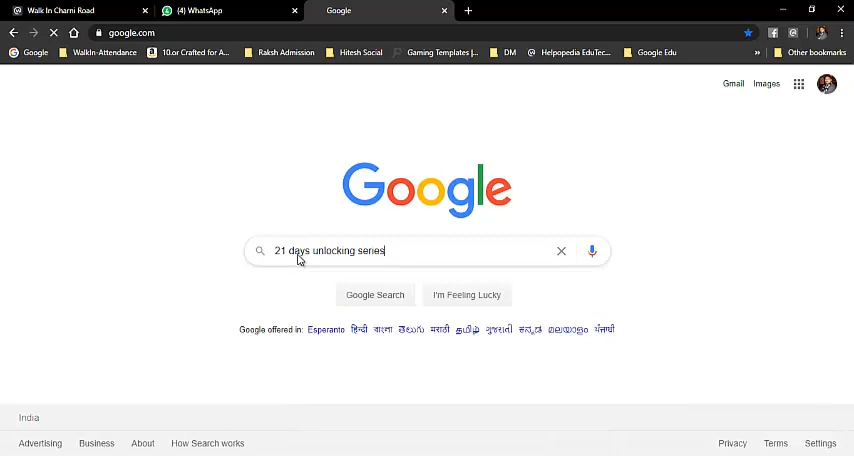 Walk In Charni Road
(4) WhatsApp
Google
google.com
Google WalkIn-Attendance 10.or Crafted for A... Raksh Admission Hitesh Social Gaming Templates |... DM Helpopedia EduTec... Google Edu » Other bookmarks
Gmail Images
Google
21 days unlocking series
Google Search I'm Feeling Lucky
Google offered in: Esperanto हिन्दी বাংলা తెలుగు मराठी தமிழ் ગુજરાતી ಕನ್ನಡ മലയാളം ਪੰਜਾਬੀ
India
Advertising Business About How Search works Privacy Terms Settings